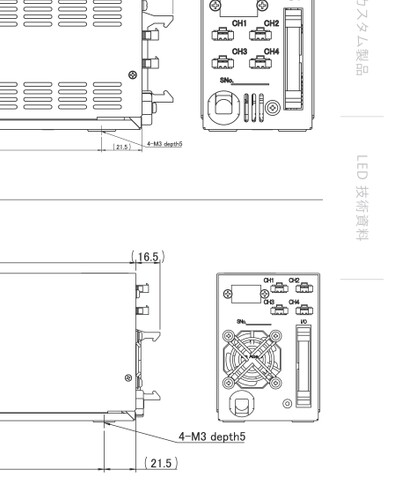 CH1 CH2
CH3 CH4
SNo.
(21.5)
4-M3 depth5
カスタム製品
LED 技術資料
(16.5)
CH1 CH2
CH3 CH4
SNo.
I/O
4-M3 depth5
(21.5)